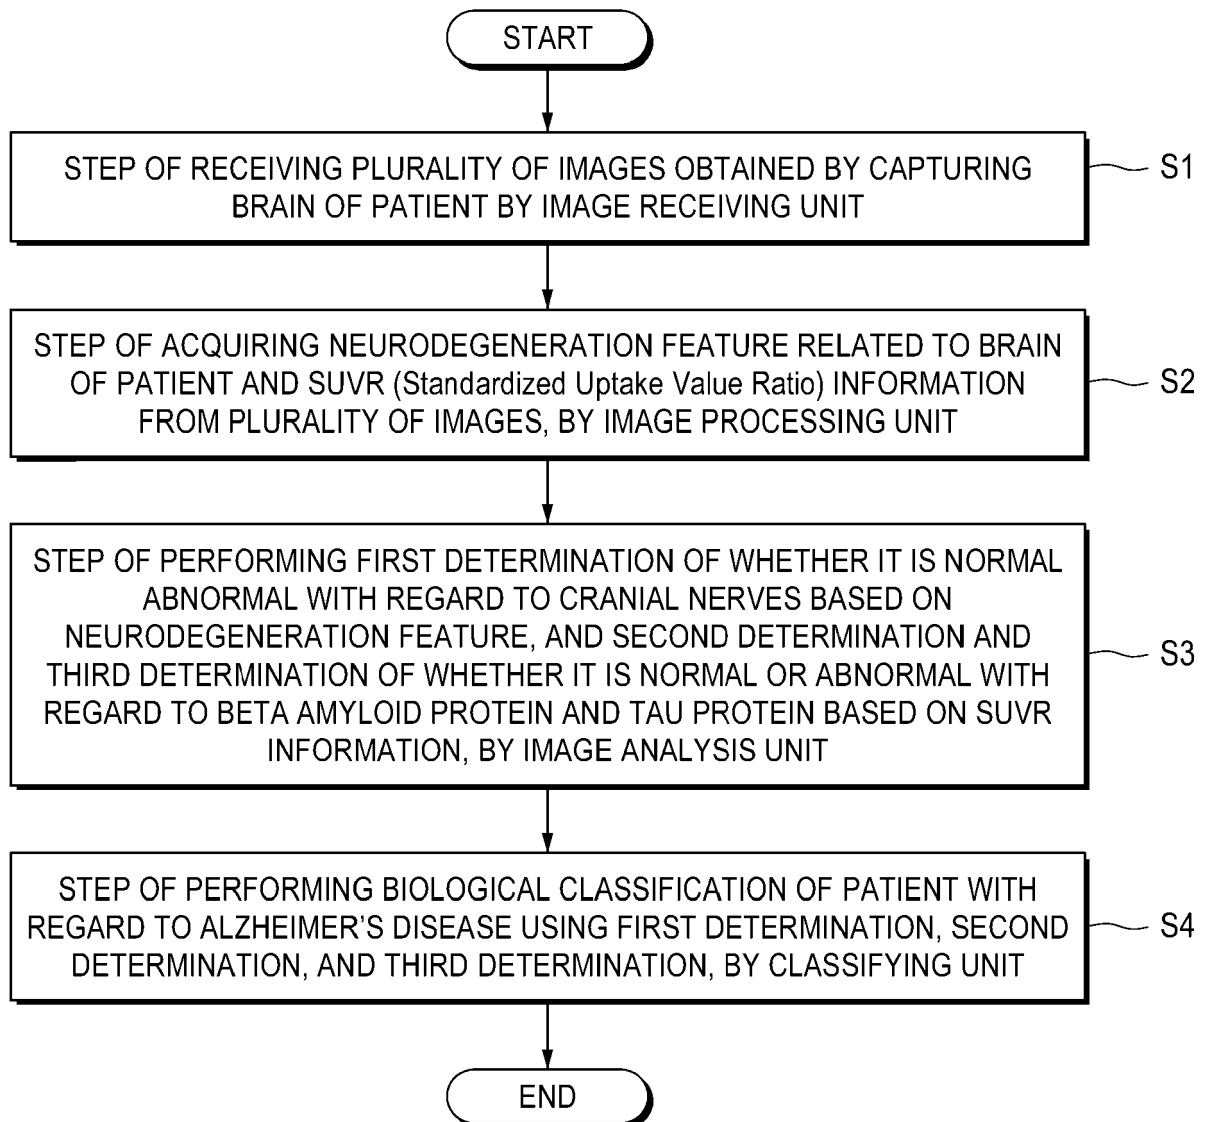 START
STEP OF RECEIVING PLURALITY OF IMAGES OBTAINED BY CAPTURING
BRAIN OF PATIENT BY IMAGE RECEIVING UNIT
S1
STEP OF ACQUIRING NEURODEGENERATION FEATURE RELATED TO BRAIN
OF PATIENT AND SUVR (Standardized Uptake Value Ratio) INFORMATION
FROM PLURALITY OF IMAGES, BY IMAGE PROCESSING UNIT
S2
STEP OF PERFORMING FIRST DETERMINATION OF WHETHER IT IS NORMAL
ABNORMAL WITH REGARD TO CRANIAL NERVES BASED ON
NEURODEGENERATION FEATURE, AND SECOND DETERMINATION AND
THIRD DETERMINATION OF WHETHER IT IS NORMAL OR ABNORMAL WITH
REGARD TO BETA AMYLOID PROTEIN AND TAU PROTEIN BASED ON SUVR
INFORMATION, BY IMAGE ANALYSIS UNIT
S3
STEP OF PERFORMING BIOLOGICAL CLASSIFICATION OF PATIENT WITH
REGARD TO ALZHEIMER’S DISEASE USING FIRST DETERMINATION, SECOND
DETERMINATION, AND THIRD DETERMINATION, BY CLASSIFYING UNIT
S4
END